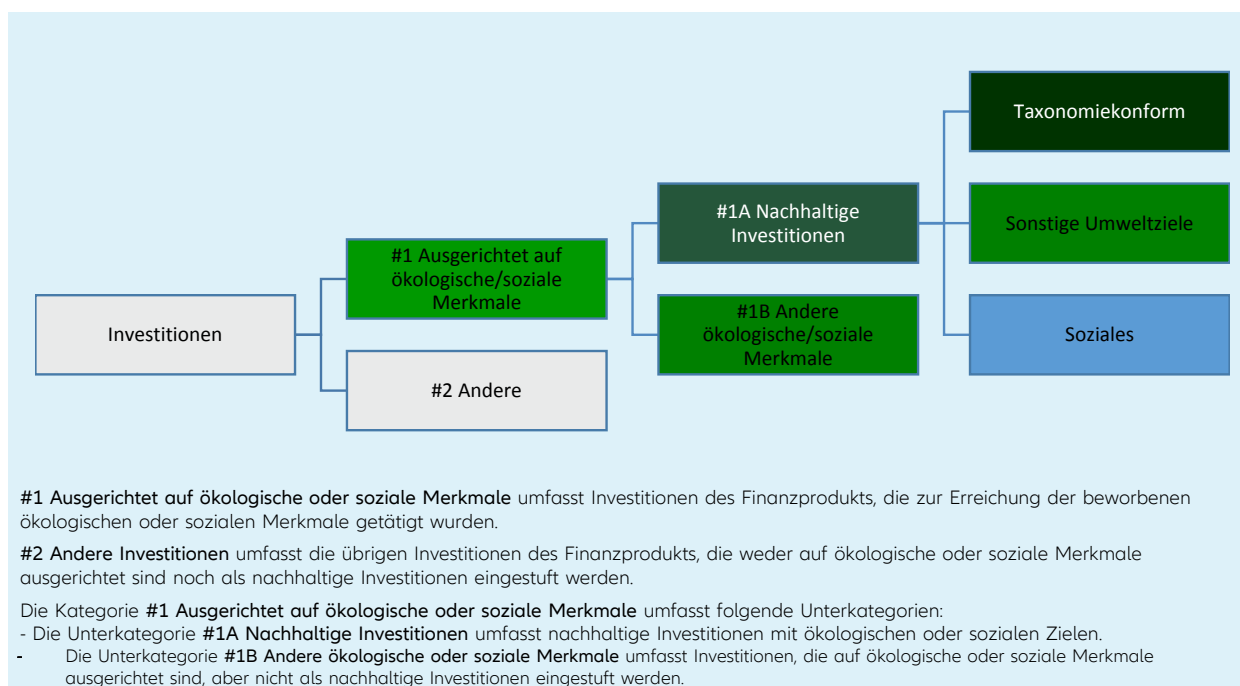 Taxonomiekonform
#1A Nachhaltige
Investitionen
Sonstige Umweltziele
#1 Ausgerichtet auf
ökologische/soziale
Merkmale
#1B Andere
ökologische/soziale
Merkmale
Investitionen
Soziales
#2 Andere
#1 Ausgerichtet auf ökologische oder soziale Merkmale umfasst Investitionen des Finanzprodukts, die zur Erreichung der beworbenen
ökologischen oder sozialen Merkmale getätigt wurden.
#2 Andere Investitionen umfasst die übrigen Investitionen des Finanzprodukts, die weder auf ökologische oder soziale Merkmale
ausgerichtet sind noch als nachhaltige Investitionen eingestuft werden.
Die Kategorie #1 Ausgerichtet auf ökologische oder soziale Merkmale umfasst folgende Unterkategorien:
- Die Unterkategorie #1A Nachhaltige Investitionen umfasst nachhaltige Investitionen mit ökologischen oder sozialen Zielen.
- Die Unterkategorie #1B Andere ökologische oder soziale Merkmale umfasst Investitionen, die auf ökologische oder soziale Merkmale
ausgerichtet sind, aber nicht als nachhaltige Investitionen eingestuft werden.